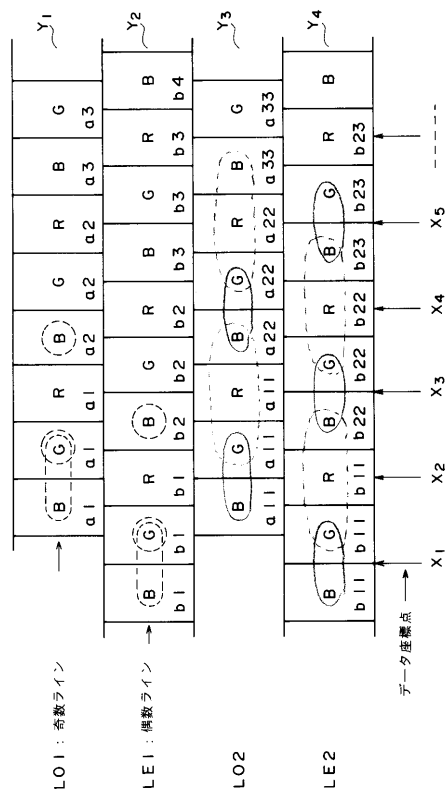 LO1 : 奇数ライン
B G R B G R B G Y1
a1 a1 a1 a2 a2 a2 a3 a3
LE1 : 偶数ライン
B G R B G R B G R B Y2
b1 b1 b1 b2 b2 b2 b3 b3 b3 b4
LO2
B G R B G R B G Y3
a11 a11 a11 a22 a22 a22 a33 a33
LE2
B G R B G R B G R B Y4
b11 b11 b11 b22 b22 b22 b23 b23 b23
データ座標点
X1 X2 X3 X4 X5